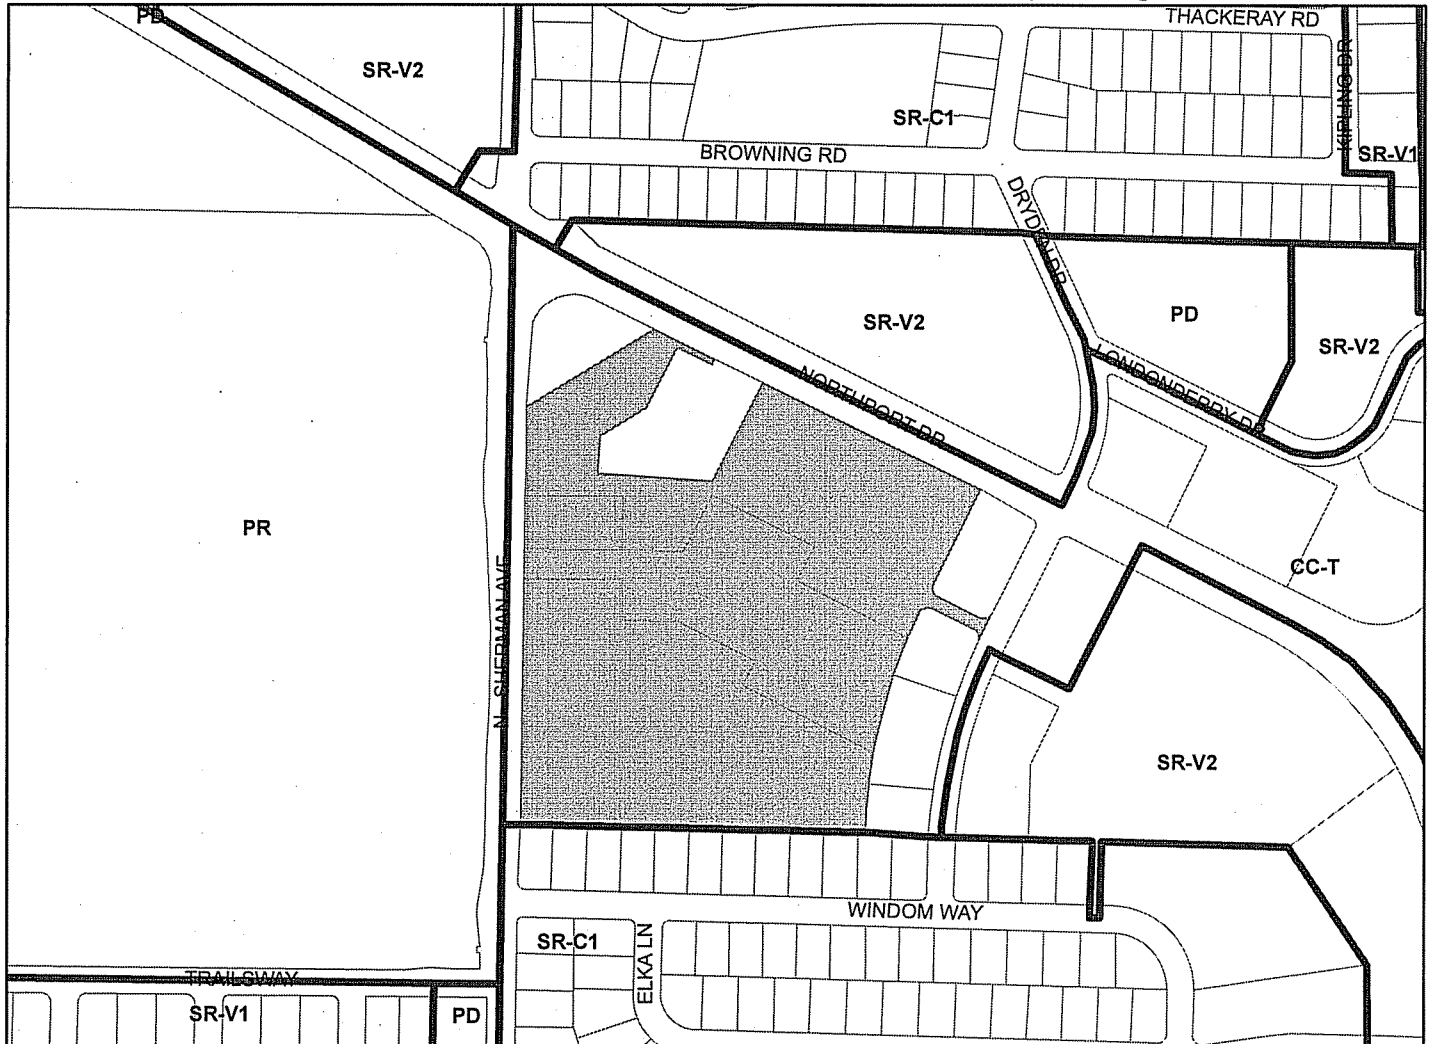 PD
THACKERAY RD
SR-V2
KIPLING DR
SR-C1
BROWNING RD
SR-V1
DRYDEN DR
SR-V2
PD
SR-V2
LONDONDERRY DR
NORTHPORT DR
PR
CC-T
N. SHERMAN AVE
SR-V2
WINDOM WAY
SR-C1
ELKA LN
TRAILSWAY
SR-V1
PD